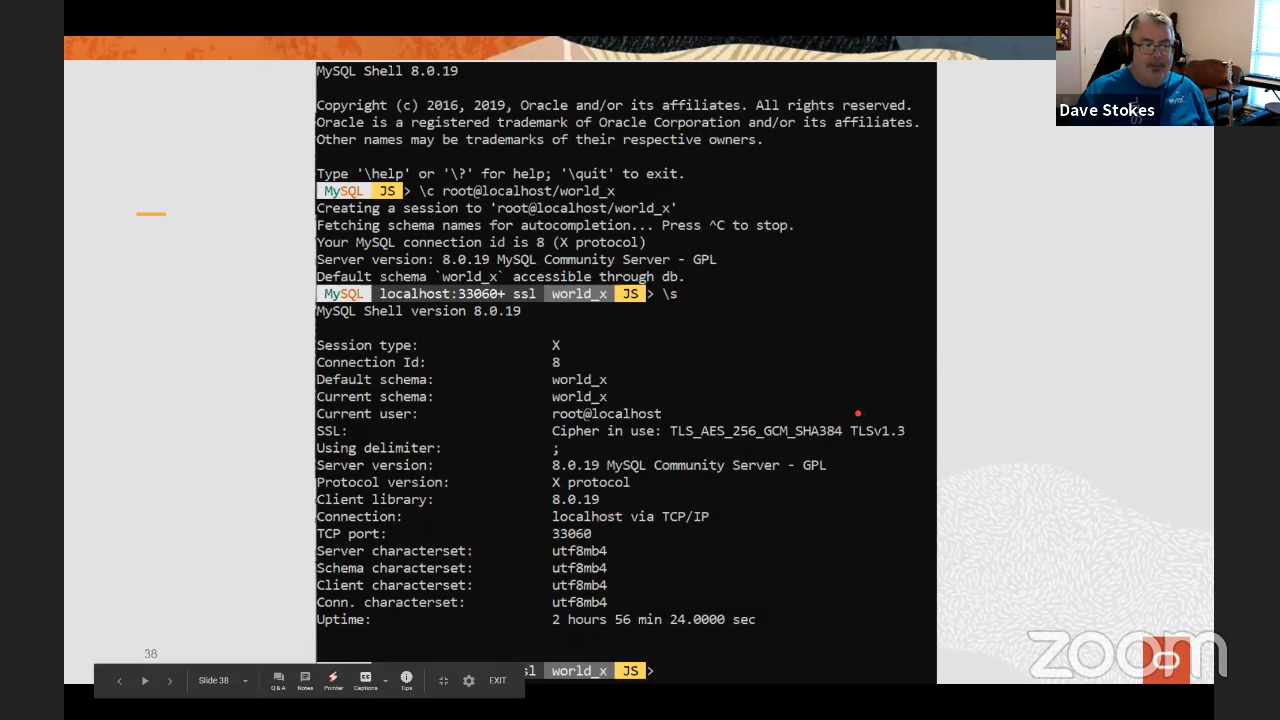 MySQL Shell 8.0.19
Copyright (c) 2016, 2019, Oracle and/or its affiliates. All rights reserved.
Oracle is a registered trademark of Oracle Corporation and/or its affiliates.
Other names may be trademarks of their respective owners.
Type '\help' or '\?' for help; '\quit' to exit.
MySQL JS > \c root@localhost/world_x
Creating a session to 'root@localhost/world_x'
Fetching schema names for autocompletion... Press ^C to stop.
Your MySQL connection id is 8 (X protocol)
Server version: 8.0.19 MySQL Community Server - GPL
Default schema `world_x` accessible through db.
MySQL localhost:33060+ ssl world_x JS > \s
MySQL Shell version 8.0.19
Session type: X
Connection Id: 8
Default schema: world_x
Current schema: world_x
Current user: root@localhost
SSL: Cipher in use: TLS_AES_256_GCM_SHA384 TLSv1.3
Using delimiter: ;
Server version: 8.0.19 MySQL Community Server - GPL
Protocol version: X protocol
Client library: 8.0.19
Connection: localhost via TCP/IP
TCP port: 33060
Server characterset: utf8mb4
Schema characterset: utf8mb4
Client characterset: utf8mb4
Conn. characterset: utf8mb4
Uptime: 2 hours 56 min 24.0000 sec
sl world_x JS >
Dave Stokes
38
Slide 38
Q & A
Notes
Pointer
Captions
Tips
EXIT
zoom